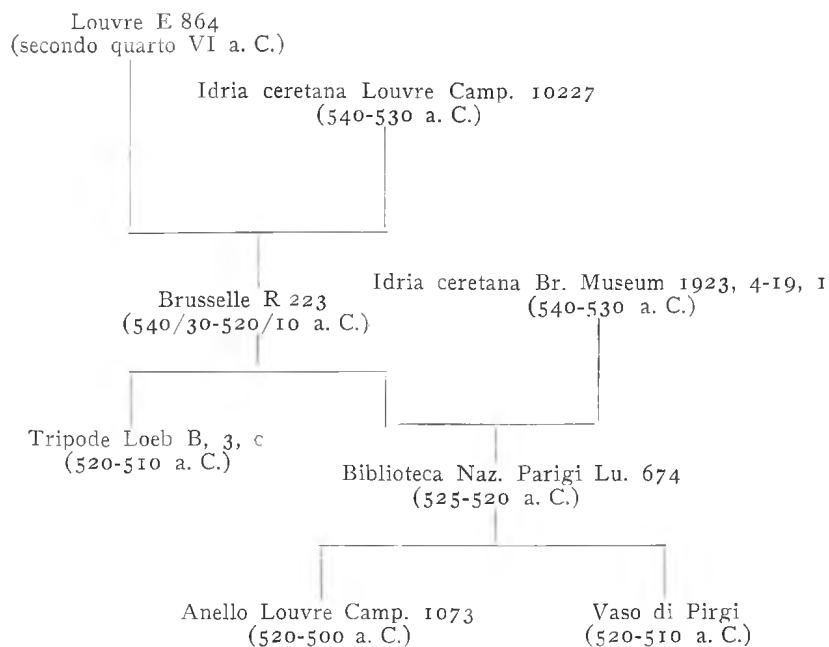 Louvre E 864
(secondo quarto VI a. C.)
Idria ceretana Louvre Camp. 10227
(540-530 a. C.)
Idria ceretana Br. Museum 1923, 4-19, 1
(540-530 a. C.)
Brusselle R 223
(540/30-520/10 a. C.)
Tripode Loeb B, 3, c
(520-510 a. C.)
Biblioteca Naz. Parigi Lu. 674
(525-520 a. C.)
Anello Louvre Camp. 1073
(520-500 a. C.)
Vaso di Pirgi
(520-510 a. C.)